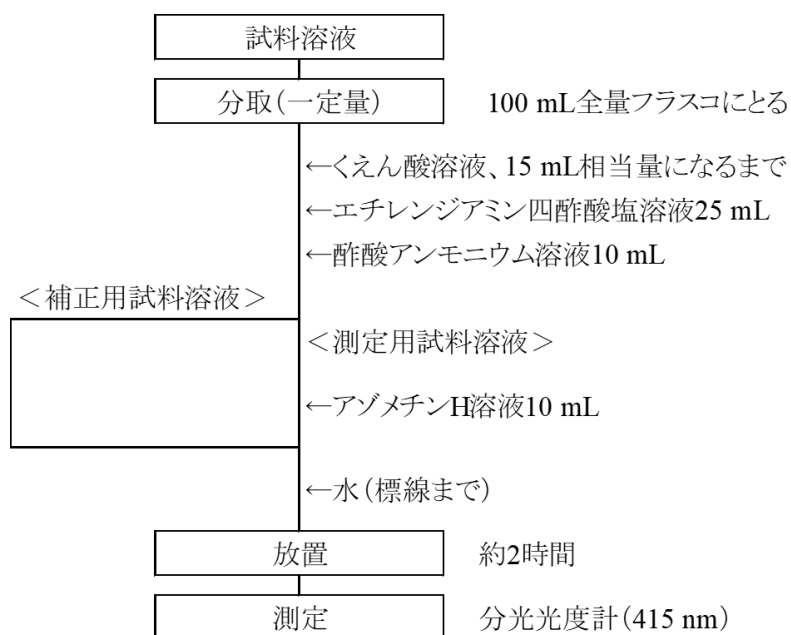 試料溶液
分取(一定量) 100 mL全量フラスコにとる
←くえん酸溶液、15 mL相当量になるまで
←エチレンジアミン四酢酸塩溶液25 mL
←酢酸アンモニウム溶液10 mL
＜補正用試料溶液＞
＜測定用試料溶液＞
←アゾメチンH溶液10 mL
←水(標線まで)
放置 約2時間
測定 分光光度計(415 nm)